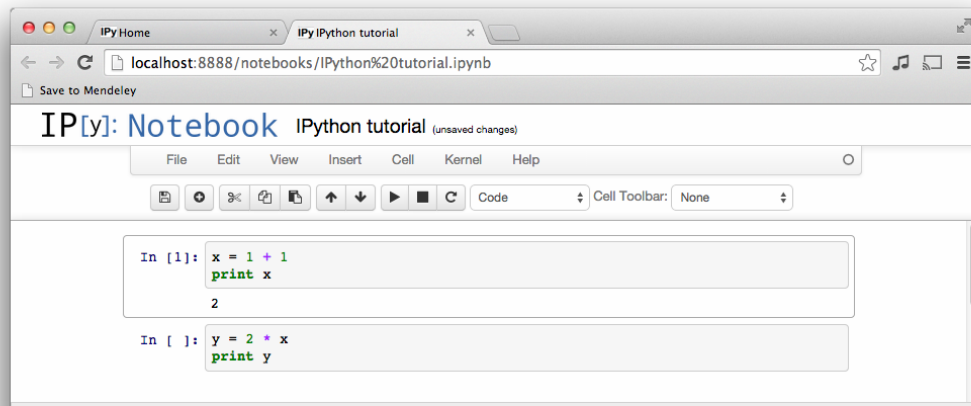 IPy Home × IPy IPython tutorial ×
localhost:8888/notebooks/IPython%20tutorial.ipynb
Save to Mendeley
IP[y]: Notebook IPython tutorial (unsaved changes)
File Edit View Insert Cell Kernel Help
Code Cell Toolbar: None
In [1]: x = 1 + 1
print x
2
In [ ]: y = 2 * x
print y